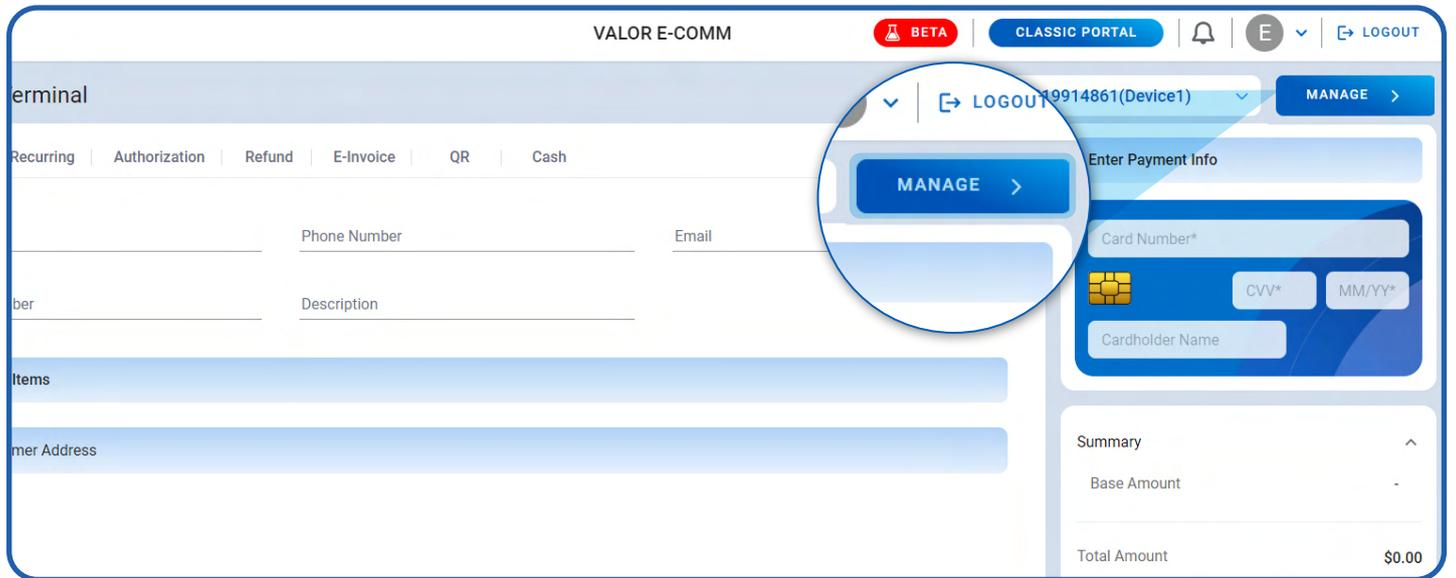 VALOR E-COMM
BETA
CLASSIC PORTAL
E
LOGOUT
erminal
19914861(Device1)
MANAGE
LOGOUT
MANAGE
Recurring
Authorization
Refund
E-Invoice
QR
Cash
Phone Number
Email
ber
Description
Items
mer Address
Enter Payment Info
Card Number*
CVV*
MM/YY*
Cardholder Name
Summary
Base Amount
-
Total Amount
$0.00